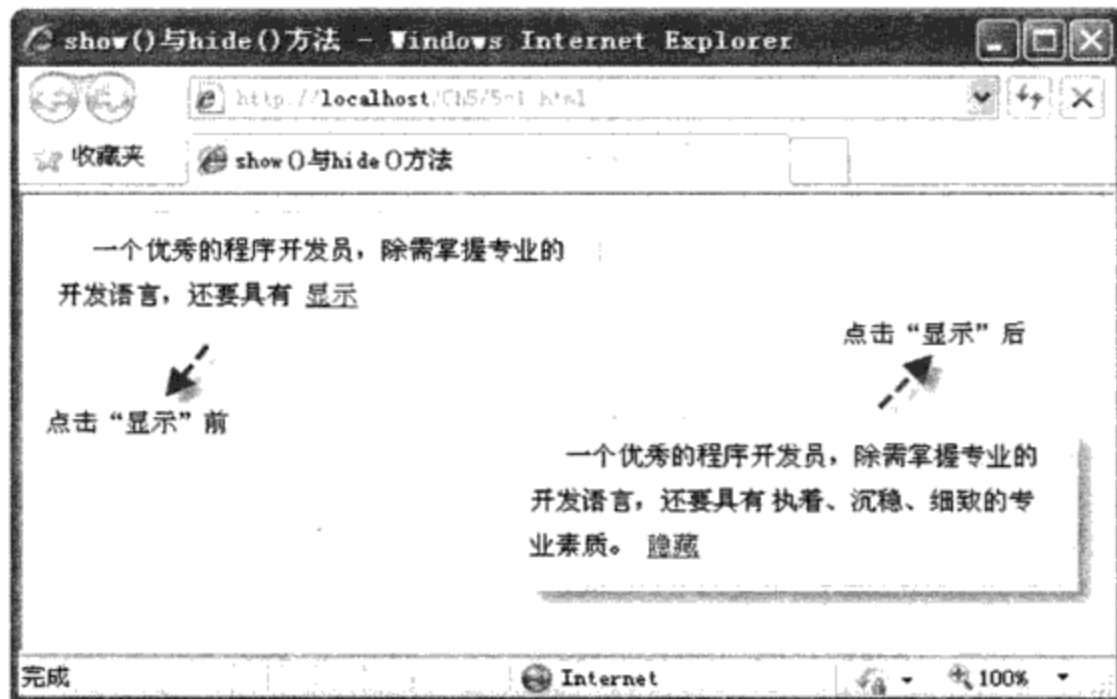 show()与hide()方法 - Windows Internet Explorer
http://localhost/Ch5/5-1.html
收藏夹
show()与hide()方法
一个优秀的程序开发员，除需掌握专业的
开发语言，还要具有 显示
点击“显示”前
点击“显示”后
一个优秀的程序开发员，除需掌握专业的
开发语言，还要具有 执着、沉稳、细致的专
业素质。 隐藏
完成
Internet
100%